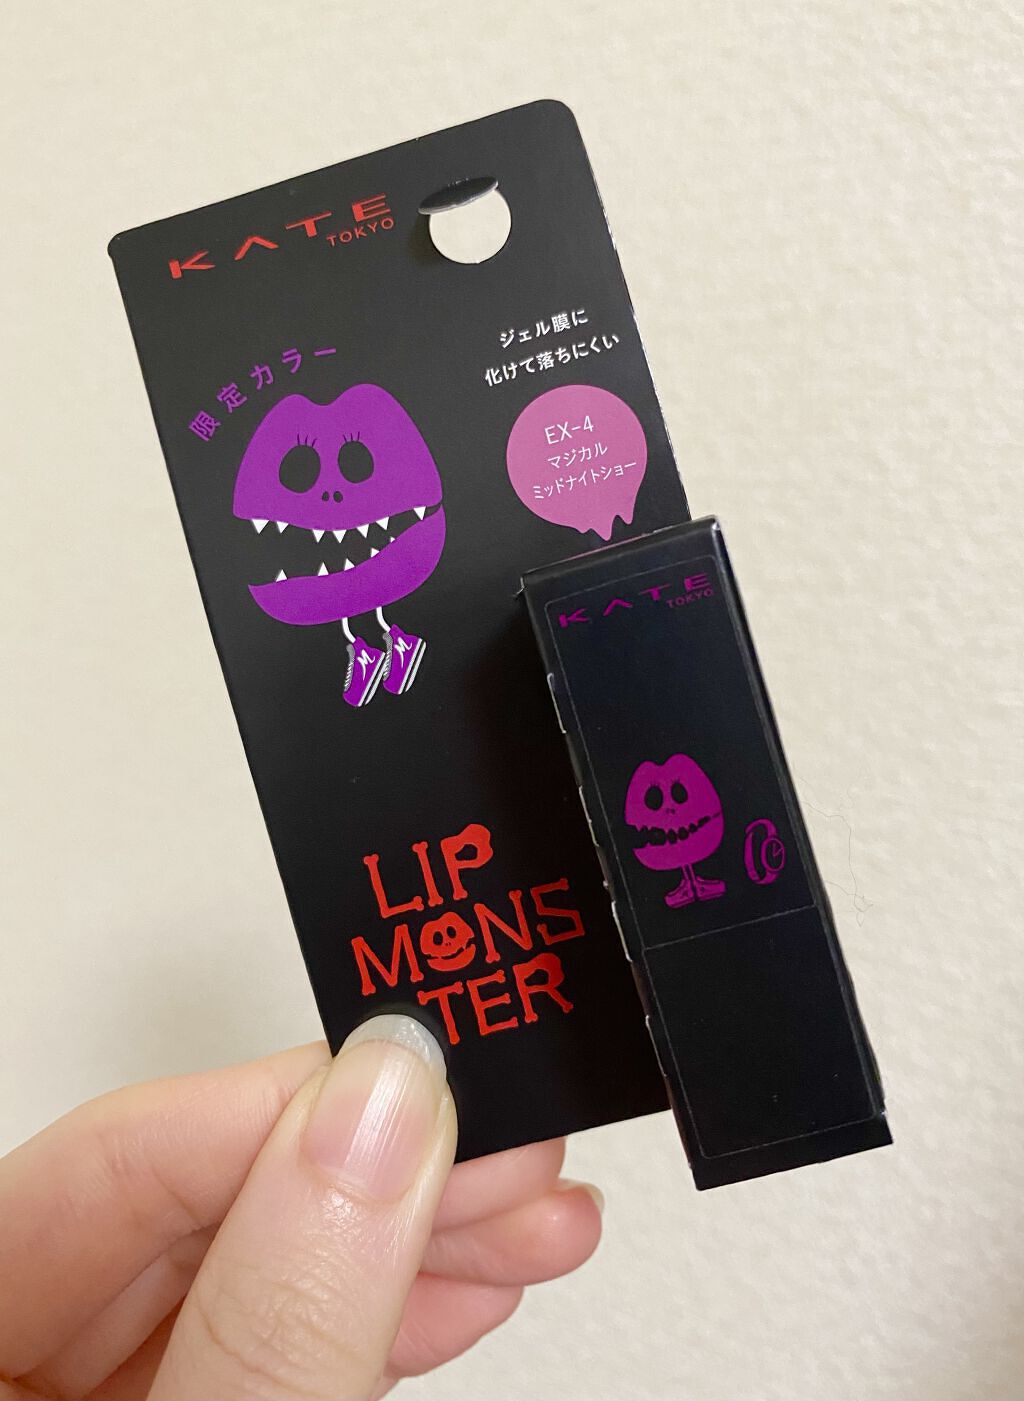 KATE
TOKYO
限定カラー
ジェル膜に
化けて落ちにくい
EX-4
マジカル
ミッドナイトショー
KATE
TOKYO
M
M
LIP
MONS
TER